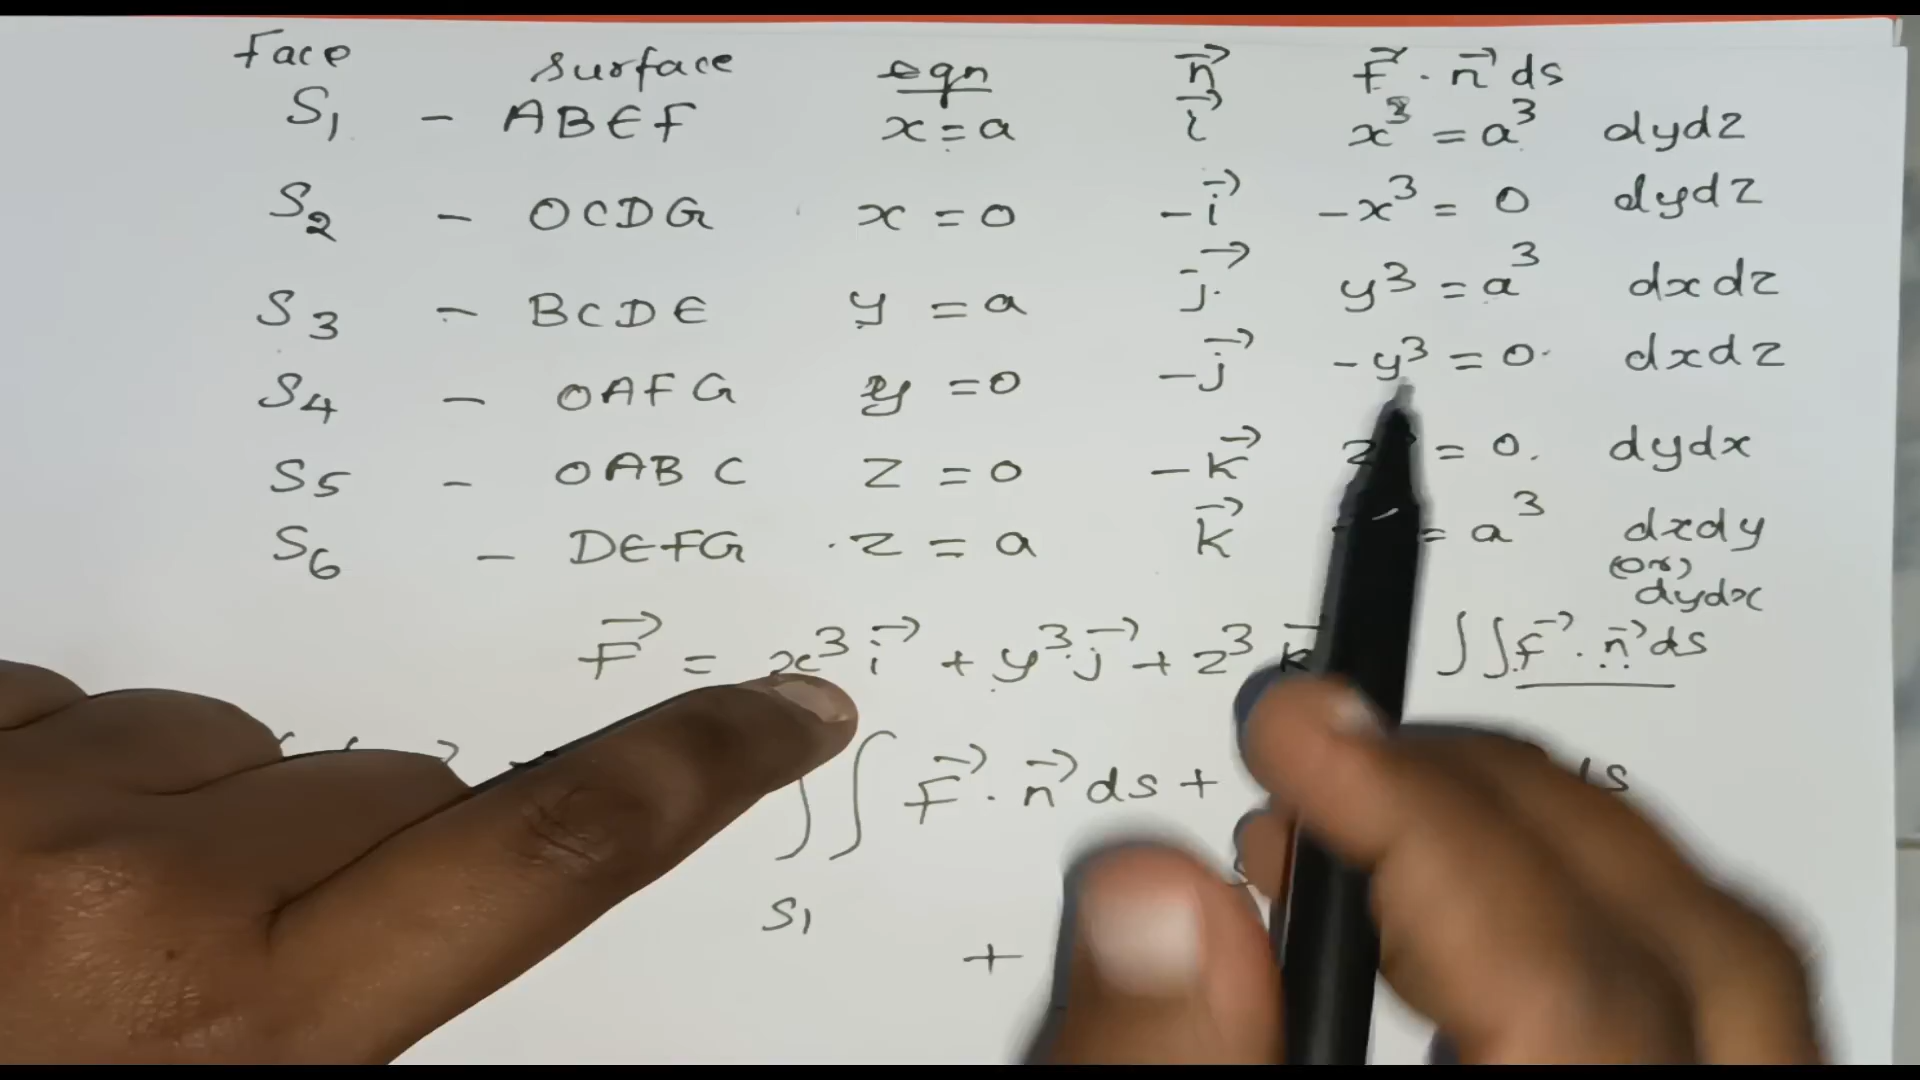 Face surface eqn n⃗ F⃗ . n⃗ ds
S₁ - ABEF x = a i⃗ x³ = a³ dydz
S₂ - OCDG x = 0 -i⃗ -x³ = 0 dydz
S₃ - BCDE y = a j⃗ y³ = a³ dxdz
S₄ - OAFG y = 0 -j⃗ -y³ = 0 dxdz
S₅ - OABC z = 0 -k⃗ = 0. dydx
S₆ - DEFG z = a k⃗ = a³ dxdy
(or)
dydx
F⃗ = x³ i⃗ + y³ j⃗ + z³ k⃗ ∫∫ F⃗ . n⃗ ds
∫∫ F⃗ . n⃗ ds + ds
S₁
+